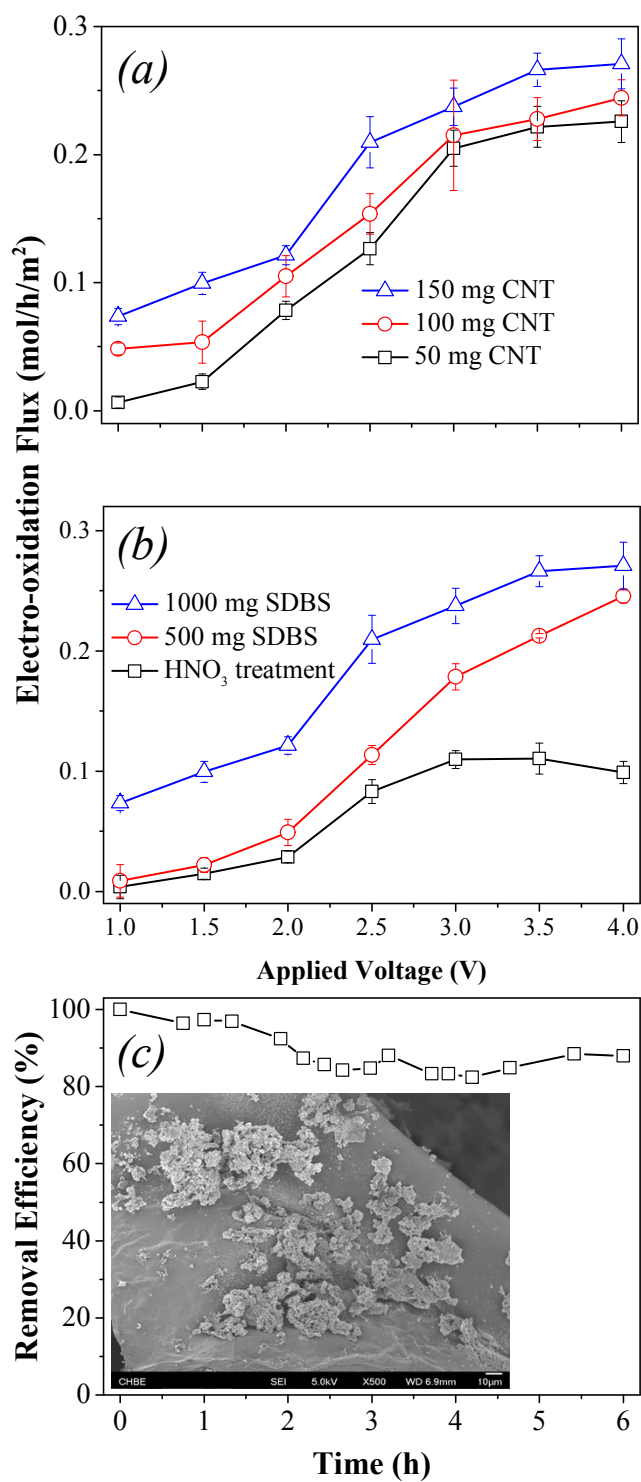 Electro-oxidation Flux (mol/h/m²)
(a)
0.3
0.2
0.1
0.0
150 mg CNT
100 mg CNT
50 mg CNT
(b)
0.3
0.2
0.1
0.0
1000 mg SDBS
500 mg SDBS
HNO₃ treatment
1.0 1.5 2.0 2.5 3.0 3.5 4.0
Applied Voltage (V)
Removal Efficiency (%)
(c)
100
80
60
40
20
0
CHBE SEI 5.0kV X500 WD 6.9mm 10μm
0 1 2 3 4 5 6
Time (h)